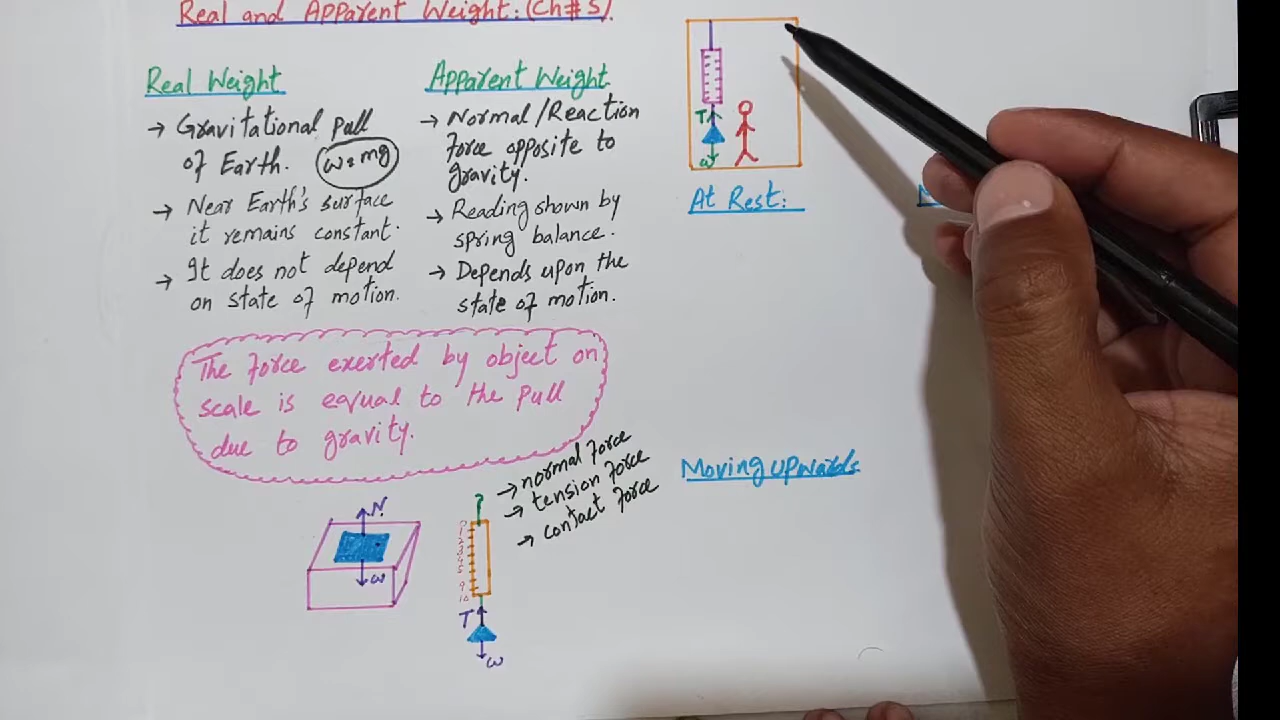 Real and Apparent Weight: (Ch# 5).
Real Weight
→ Gravitational pull
of Earth. w=mg
→ Near Earth's surface
it remains constant.
→ It does not depend
on state of motion.
Apparent Weight
→ Normal/Reaction
force opposite to
gravity.
→ Reading shown by
spring balance.
→ Depends upon the
state of motion.
The force exerted by object on
scale is equal to the pull
due to gravity.
N
w
→ normal force
→ tension force
→ contact force
T
w
T
w
At Rest:
Moving upwards